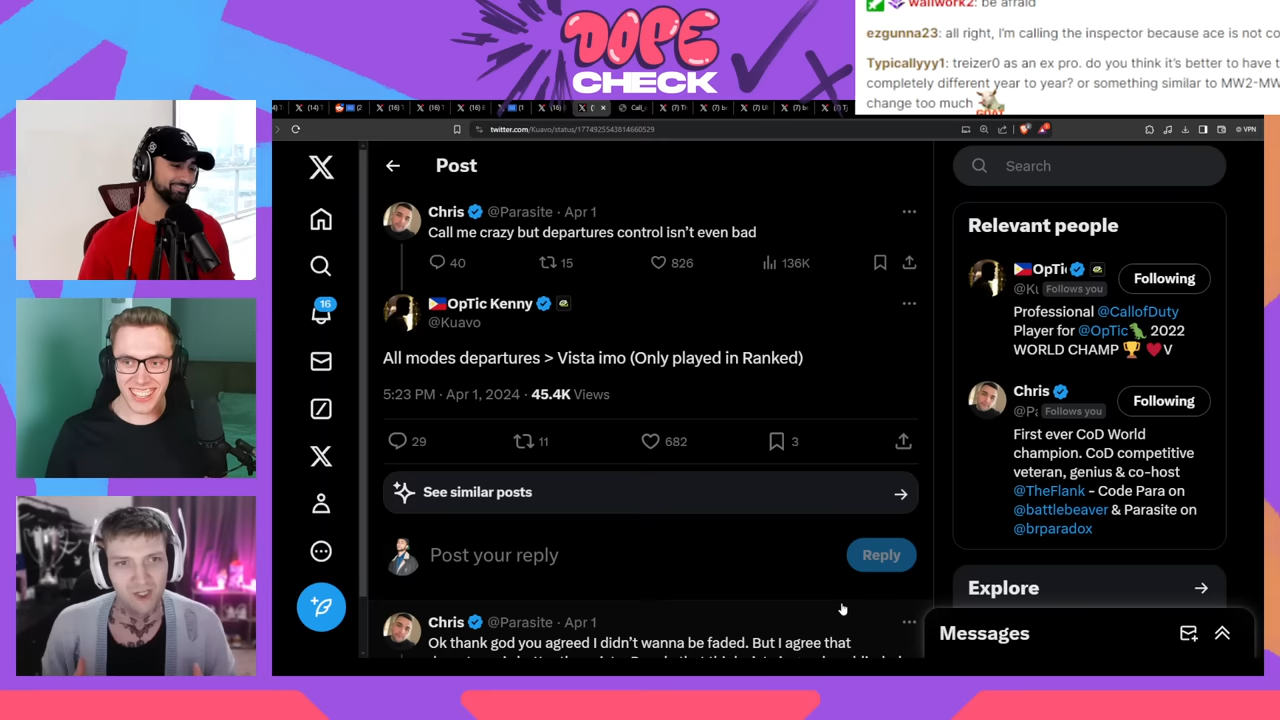 DOPE
CHECK
wallwork2: be afraid
ezgunna23: all right, I'm calling the inspector because ace is not co
Typicallyyy1: treizer0 as an ex pro. do you think it's better to have
completely different year to year? or something similar to MW2-MW
change too much
twitter.com/Kuavo/status/1774925543814660529
VPN
Post
Search
Chris @Parasite · Apr 1
Call me crazy but departures control isn't even bad
40 15 826 136K
OpTic Kenny
@Kuavo
All modes departures > Vista imo (Only played in Ranked)
5:23 PM · Apr 1, 2024 · 45.4K Views
29 11 682 3
See similar posts
Post your reply
Reply
Chris @Parasite · Apr 1
Ok thank god you agreed I didn't wanna be faded. But I agree that
16
Relevant people
OpTi
Follows you
Following
Professional @CallofDuty
Player for @OpTic 2022
WORLD CHAMP V
Chris
Follows you
Following
First ever CoD World
champion. CoD competitive
veteran, genius & co-host
@TheFlank - Code Para on
@battlebeaver & Parasite on
@brparadox
Explore
Messages